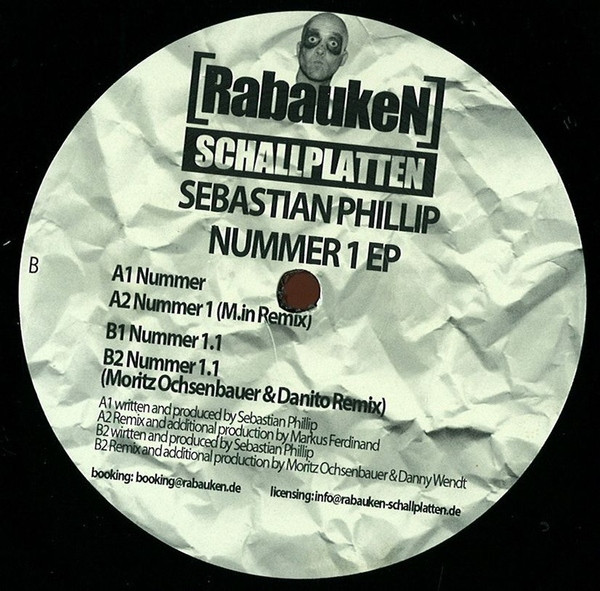 [RabaukeN]
SCHALLPLATTEN
SEBASTIAN PHILLIP
NUMMER 1 EP
B
A1 Nummer
A2 Nummer 1 (M.in Remix)
B1 Nummer 1.1
B2 Nummer 1.1
(Moritz Ochsenbauer & Danito Remix)
A1 written and produced by Sebastian Phillip
A2 Remix and additional production by Markus Ferdinand
B2 wirtten and produced by Sebastian Phillip
B2 Remix and additional production by Moritz Ochsenbauer & Danny Wendt
booking: booking@rabauken.de licensing: info@rabauken-schallplatten.de